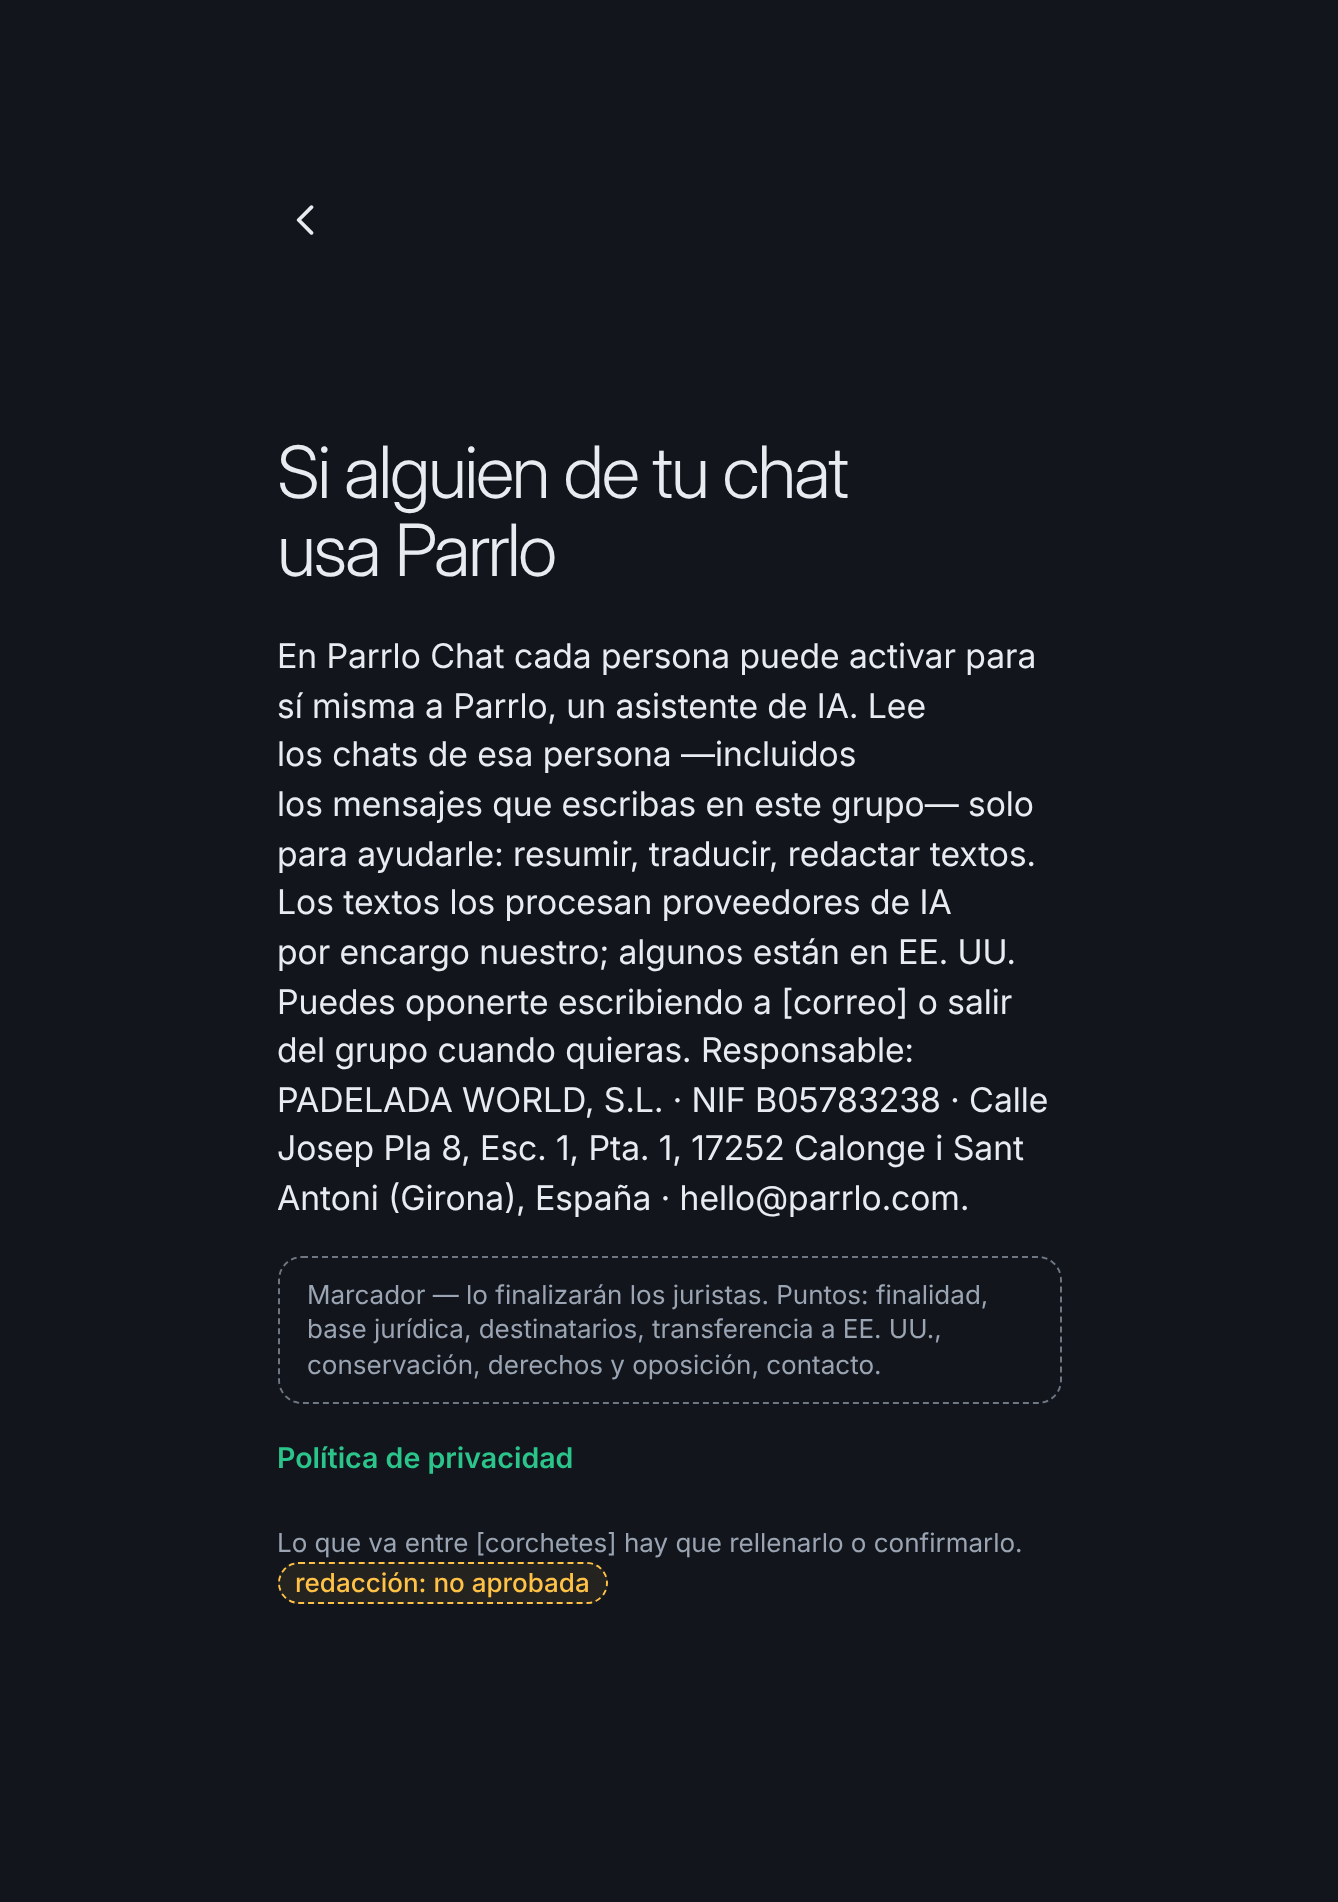 Si alguien de tu chat
usa Parrlo
En Parrlo Chat cada persona puede activar para
sí misma a Parrlo, un asistente de IA. Lee
los chats de esa persona —incluidos
los mensajes que escribas en este grupo— solo
para ayudarle: resumir, traducir, redactar textos.
Los textos los procesan proveedores de IA
por encargo nuestro; algunos están en EE. UU.
Puedes oponerte escribiendo a [correo] o salir
del grupo cuando quieras. Responsable:
PADELADA WORLD, S.L. · NIF B05783238 · Calle
Josep Pla 8, Esc. 1, Pta. 1, 17252 Calonge i Sant
Antoni (Girona), España · hello@parrlo.com.
Marcador — lo finalizarán los juristas. Puntos: finalidad,
base jurídica, destinatarios, transferencia a EE. UU.,
conservación, derechos y oposición, contacto.
Política de privacidad
Lo que va entre [corchetes] hay que rellenarlo o confirmarlo.
redacción: no aprobada